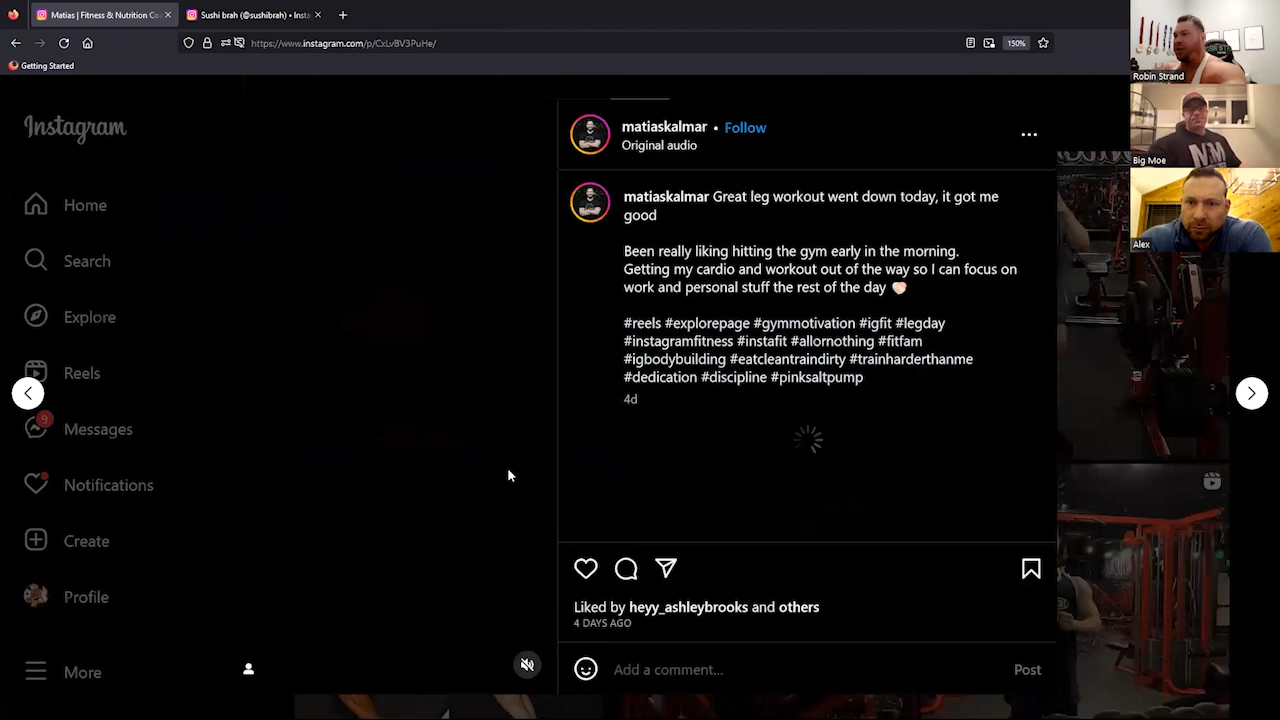 Matias | Fitness & Nutrition Co
Sushi brah (@sushibrah) • Insta
https://www.instagram.com/p/CxLvBV3PuHe/
150%
Getting Started
Instagram
Home
Search
Explore
Reels
9
Messages
Notifications
Create
Profile
More
matiaskalmar • Follow
Original audio
matiaskalmar Great leg workout went down today, it got me
good
Been really liking hitting the gym early in the morning.
Getting my cardio and workout out of the way so I can focus on
work and personal stuff the rest of the day
#reels #explorepage #gymmotivation #igfit #legday
#instagramfitness #instafit #allornothing #fitfam
#igbodybuilding #eatcleantraindirty #trainharderthanme
#dedication #discipline #pinksaltpump
4d
Liked by heyy_ashleybrooks and others
4 DAYS AGO
Add a comment...
Post
Robin Strand
Big Moe
Alex